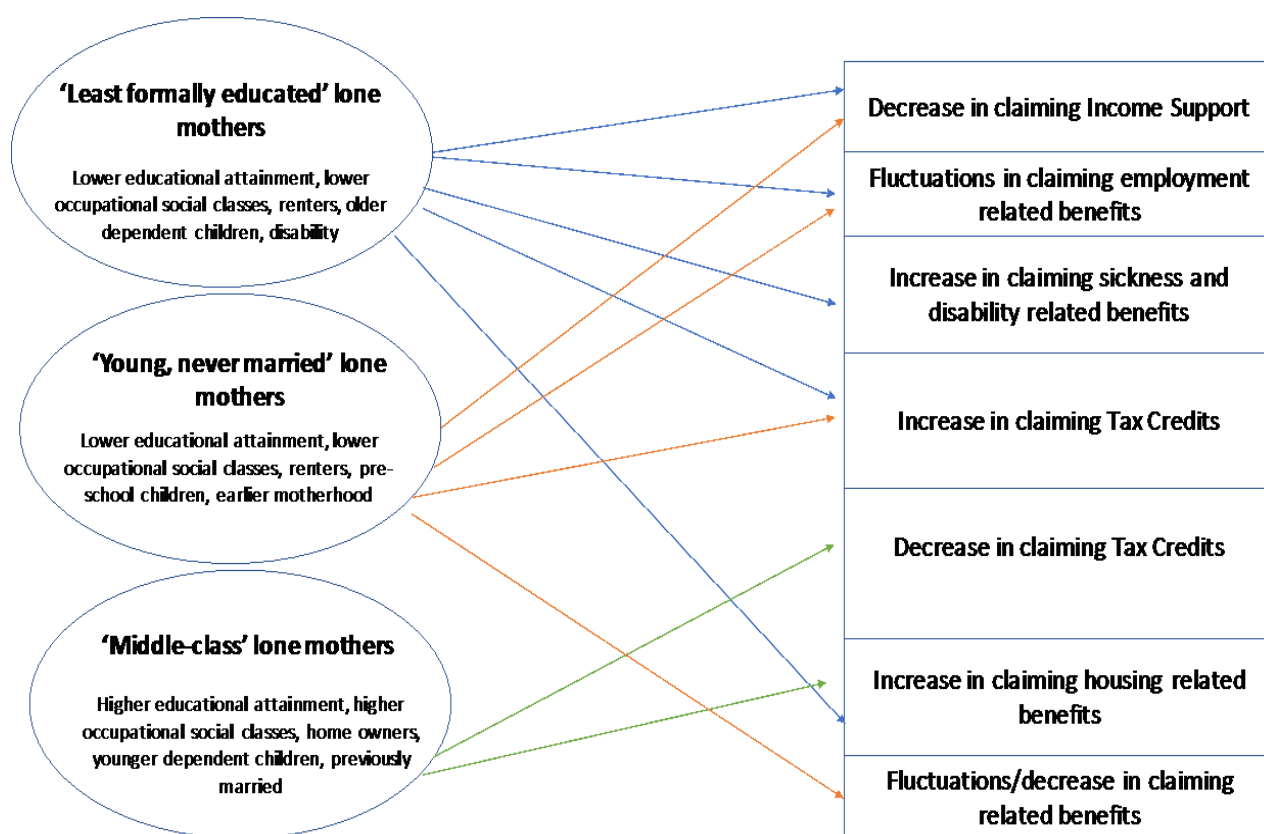 ‘Least formally educated’ lone
mothers
Lower educational attainment, lower
occupational social classes, renters, older
dependent children, disability
‘Young, never married’ lone
mothers
Lower educational attainment, lower
occupational social classes, renters, pre-
school children, earlier motherhood
‘Middle-class’ lone mothers
Higher educational attainment, higher
occupational social classes, home owners,
younger dependent children, previously
married
Decrease in claiming Income Support
Fluctuations in claiming employment
related benefits
Increase in claiming sickness and
disability related benefits
Increase in claiming Tax Credits
Decrease in claiming Tax Credits
Increase in claiming housing related
benefits
Fluctuations/decrease in claiming
related benefits